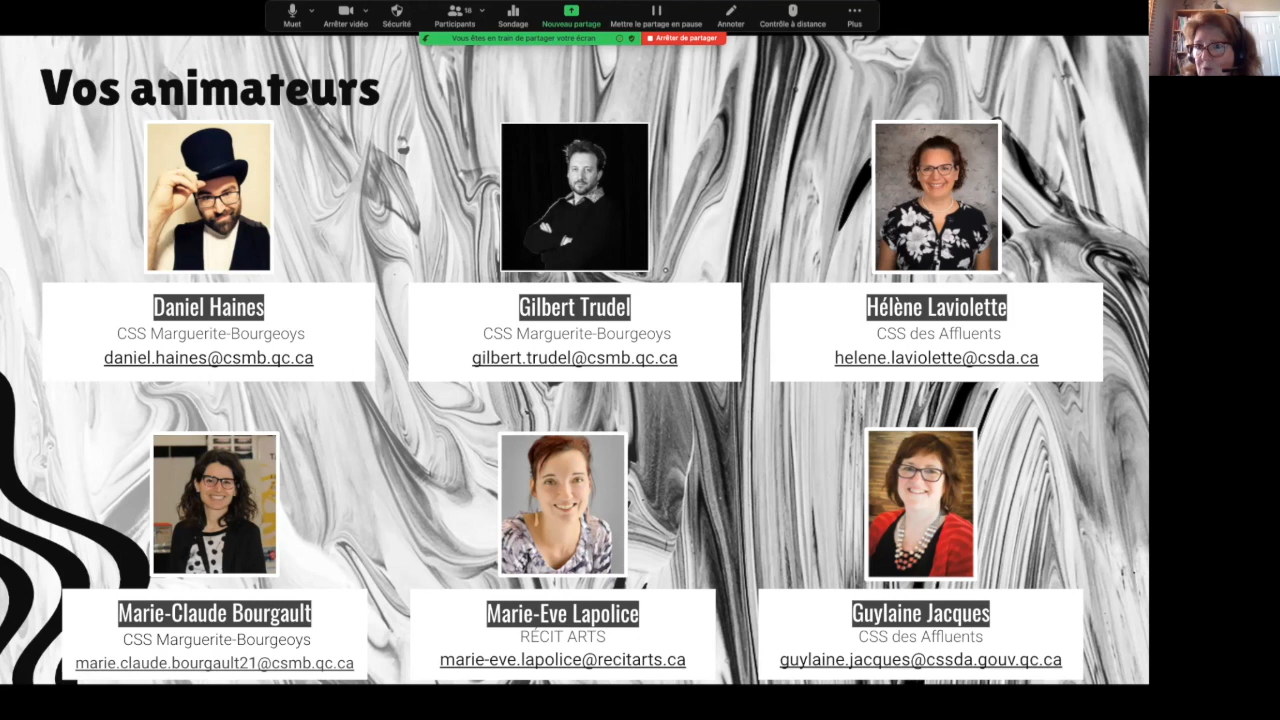 Muet
Arrêter vidéo
Sécurité
18
Participants
Sondage
Nouveau partage
Mettre le partage en pause
Annoter
Contrôle à distance
Plus
Vous êtes en train de partager votre écran
Arrêter de partager
Vos animateurs
Daniel Haines
CSS Marguerite-Bourgeoys
daniel.haines@csmb.qc.ca
Gilbert Trudel
CSS Marguerite-Bourgeoys
gilbert.trudel@csmb.qc.ca
Hélène Laviolette
CSS des Affluents
helene.laviolette@csda.ca
Marie-Claude Bourgault
CSS Marguerite-Bourgeoys
marie.claude.bourgault21@csmb.qc.ca
Marie-Eve Lapolice
RÉCIT ARTS
marie-eve.lapolice@recitarts.ca
Guylaine Jacques
CSS des Affluents
guylaine.jacques@cssda.gouv.qc.ca